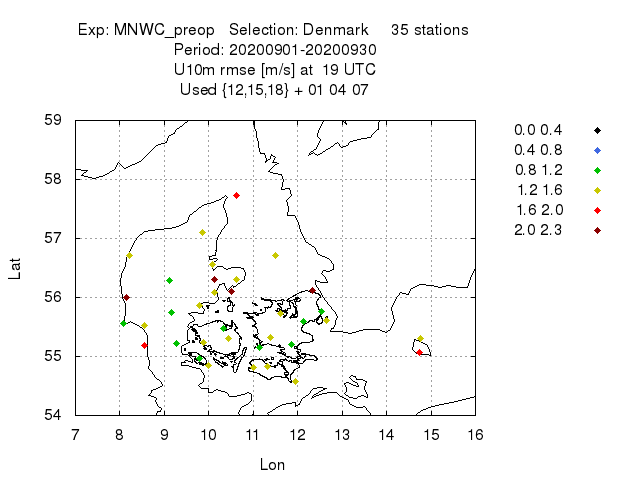 Exp: MNWC_preop   Selection: Denmark     35 stations
Period: 20200901-20200930
U10m rmse [m/s] at  19 UTC
Used {12,15,18} + 01 04 07
59
58
57
56
55
54
Lat
7 8 9 10 11 12 13 14 15 16
Lon
0.0 0.4
0.4 0.8
0.8 1.2
1.2 1.6
1.6 2.0
2.0 2.3